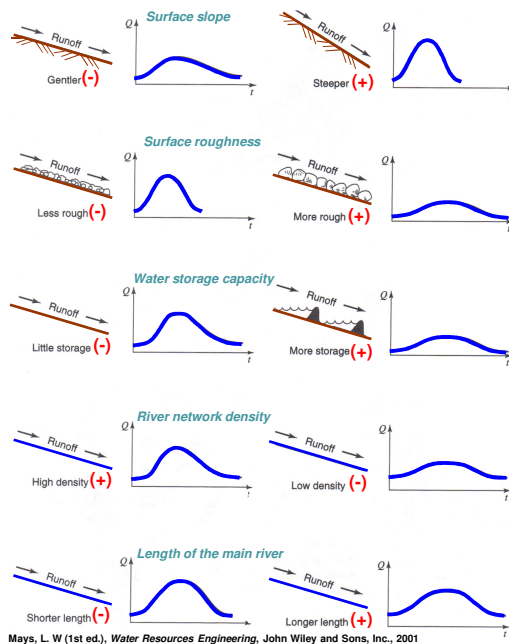 Surface slope
Runoff
Gentler (-)
Q
t
Runoff
Steeper (+)
Q
t
Surface roughness
Runoff
Less rough (-)
Q
t
Runoff
More rough (+)
Q
t
Water storage capacity
Runoff
Little storage (-)
Q
t
Runoff
More storage (+)
Q
t
River network density
Runoff
High density (+)
Q
Runoff
Low density (-)
Q
t
Length of the main river
Runoff
Shorter length (-)
Q
t
Runoff
Longer length (+)
Q
t
Mays, L. W (1st ed.), Water Resources Engineering, John Wiley and Sons, Inc., 2001